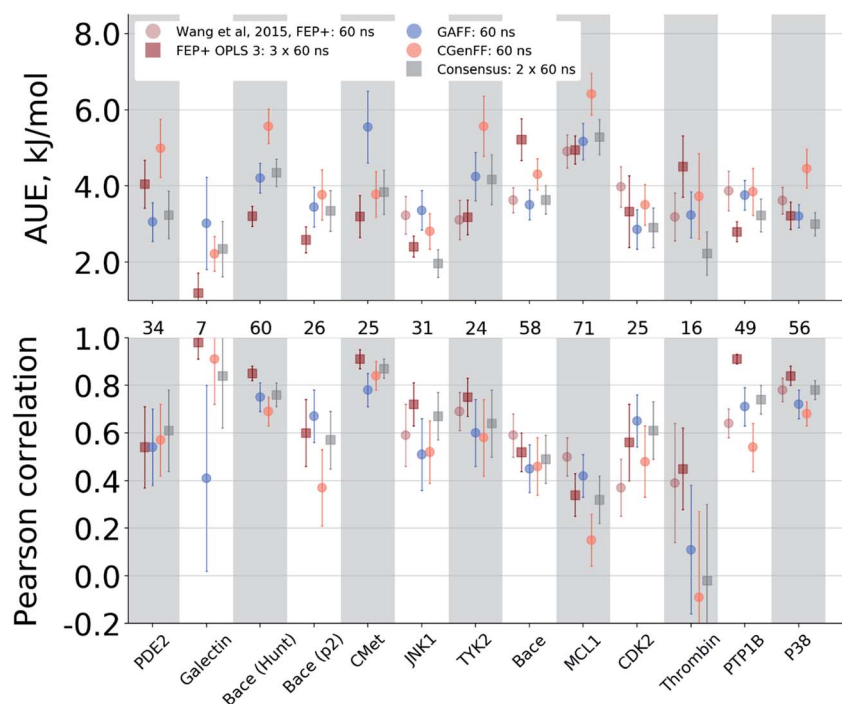 Wang et al, 2015, FEP+: 60 ns
FEP+ OPLS 3: 3 x 60 ns
GAFF: 60 ns
CGenFF: 60 ns
Consensus: 2 x 60 ns
AUE, kJ/mol
8.0
6.0
4.0
2.0
34 7 60 26 25 31 24 58 71 25 16 49 56
Pearson correlation
1.0
0.8
0.6
0.4
0.2
0.0
-0.2
PDE2
Galectin
Bace (Hunt)
Bace (p2)
CMet
JNK1
TYK2
Bace
MCL1
CDK2
Thrombin
PTP1B
P38